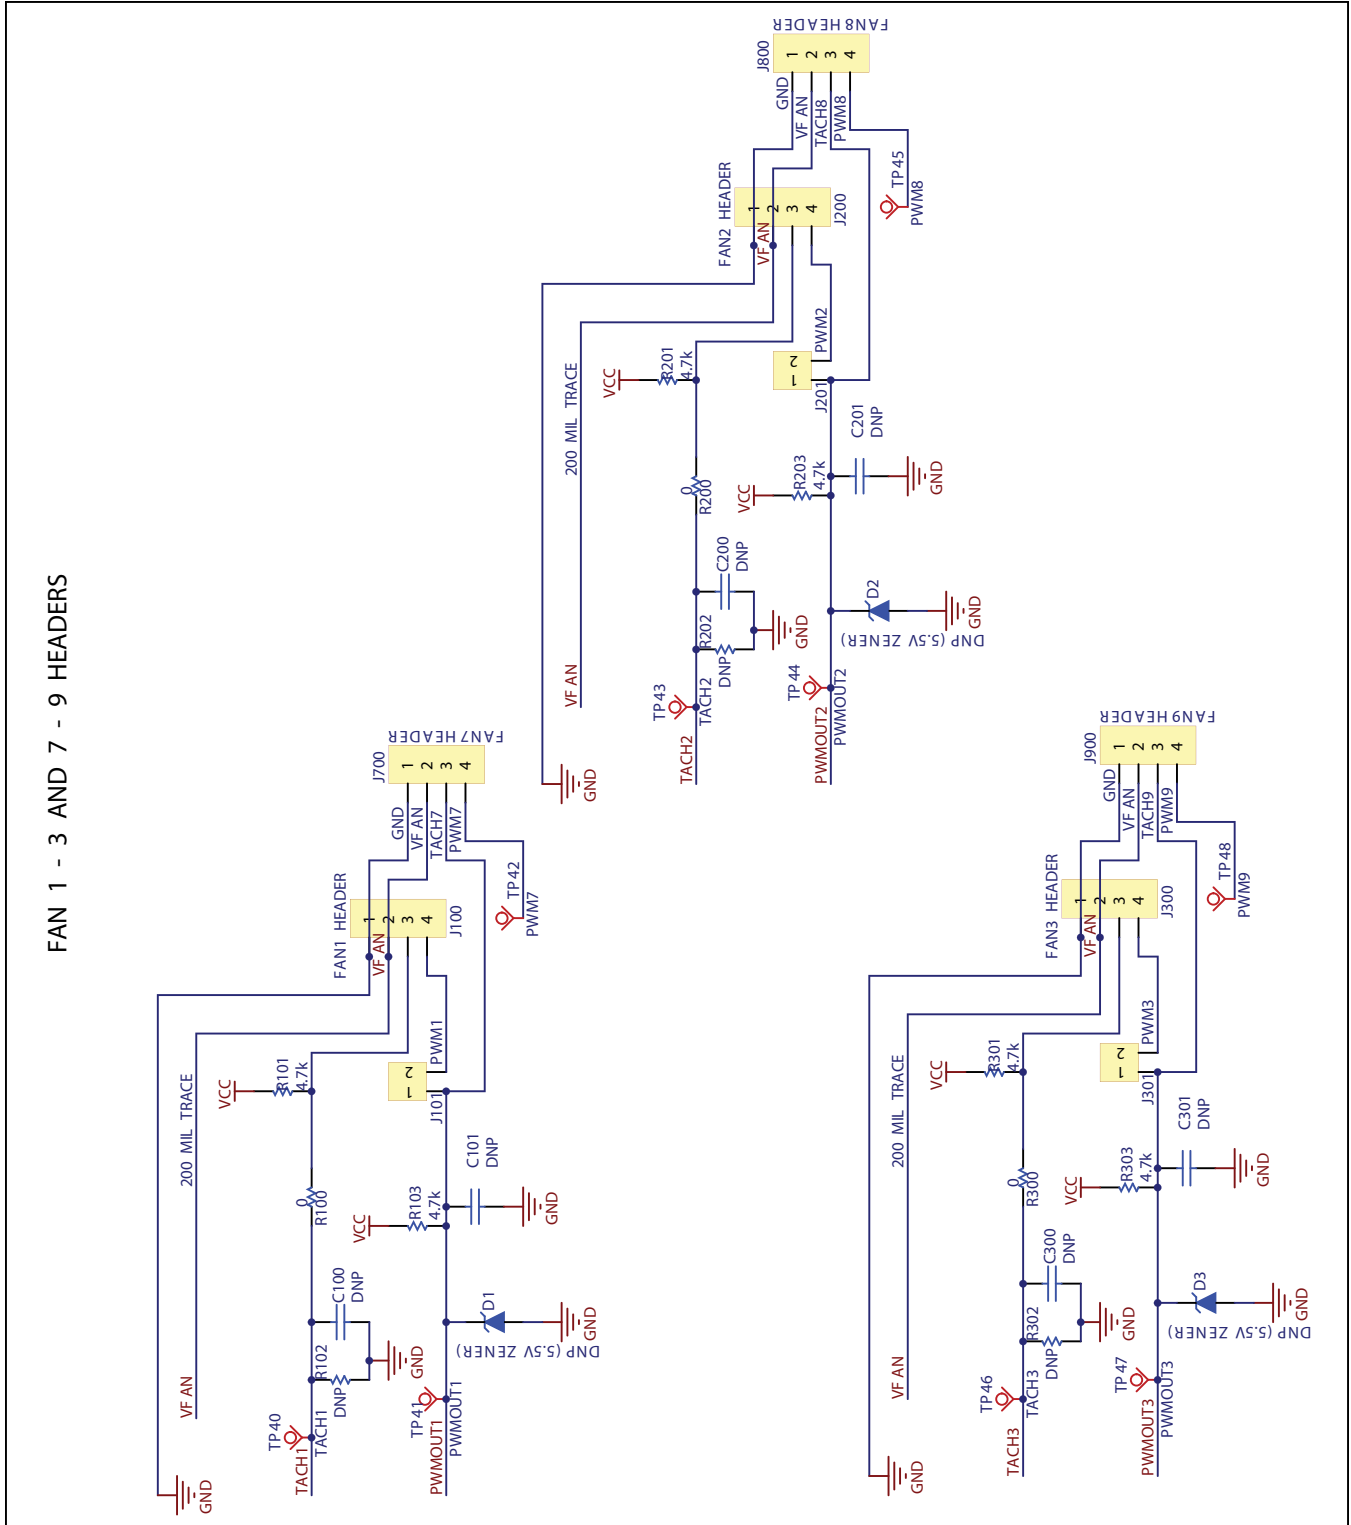 FAN 1 - 3 AND 7 - 9 HEADERS
GND
VF AN
200 MIL TRACE
VCC
R101
4.7k
TACH1
TP40
TACH1
R102
DNP
C100
DNP
GND
0
R100
PWMOUT1
TP41
PWMOUT1
D1
DNP (5.5V ZENER)
GND
VCC
R103
4.7k
C101
DNP
GND
J101
1
2
PWM1
FAN1 HEADER
VF AN
1
2
3
4
J100
GND
VF AN
TACH7
PWM7
TP42
PWM7
J700
1
2
3
4
FAN7 HEADER
GND
VF AN
200 MIL TRACE
VCC
R201
4.7k
TACH2
TP43
TACH2
R202
DNP
C200
DNP
GND
0
R200
PWMOUT2
TP44
PWMOUT2
D2
DNP (5.5V ZENER)
GND
VCC
R203
4.7k
C201
DNP
GND
J201
1
2
PWM2
FAN2 HEADER
VF AN
1
2
3
4
J200
GND
VF AN
TACH8
PWM8
TP45
PWM8
J800
1
2
3
4
FAN8 HEADER
GND
VF AN
200 MIL TRACE
VCC
R301
4.7k
TACH3
TP46
TACH3
R302
DNP
C300
DNP
GND
0
R300
PWMOUT3
TP47
PWMOUT3
D3
DNP (5.5V ZENER)
GND
VCC
R303
4.7k
C301
DNP
GND
J301
1
2
PWM3
FAN3 HEADER
VF AN
1
2
3
4
J300
GND
VF AN
TACH9
PWM9
TP48
PWM9
J900
1
2
3
4
FAN9 HEADER